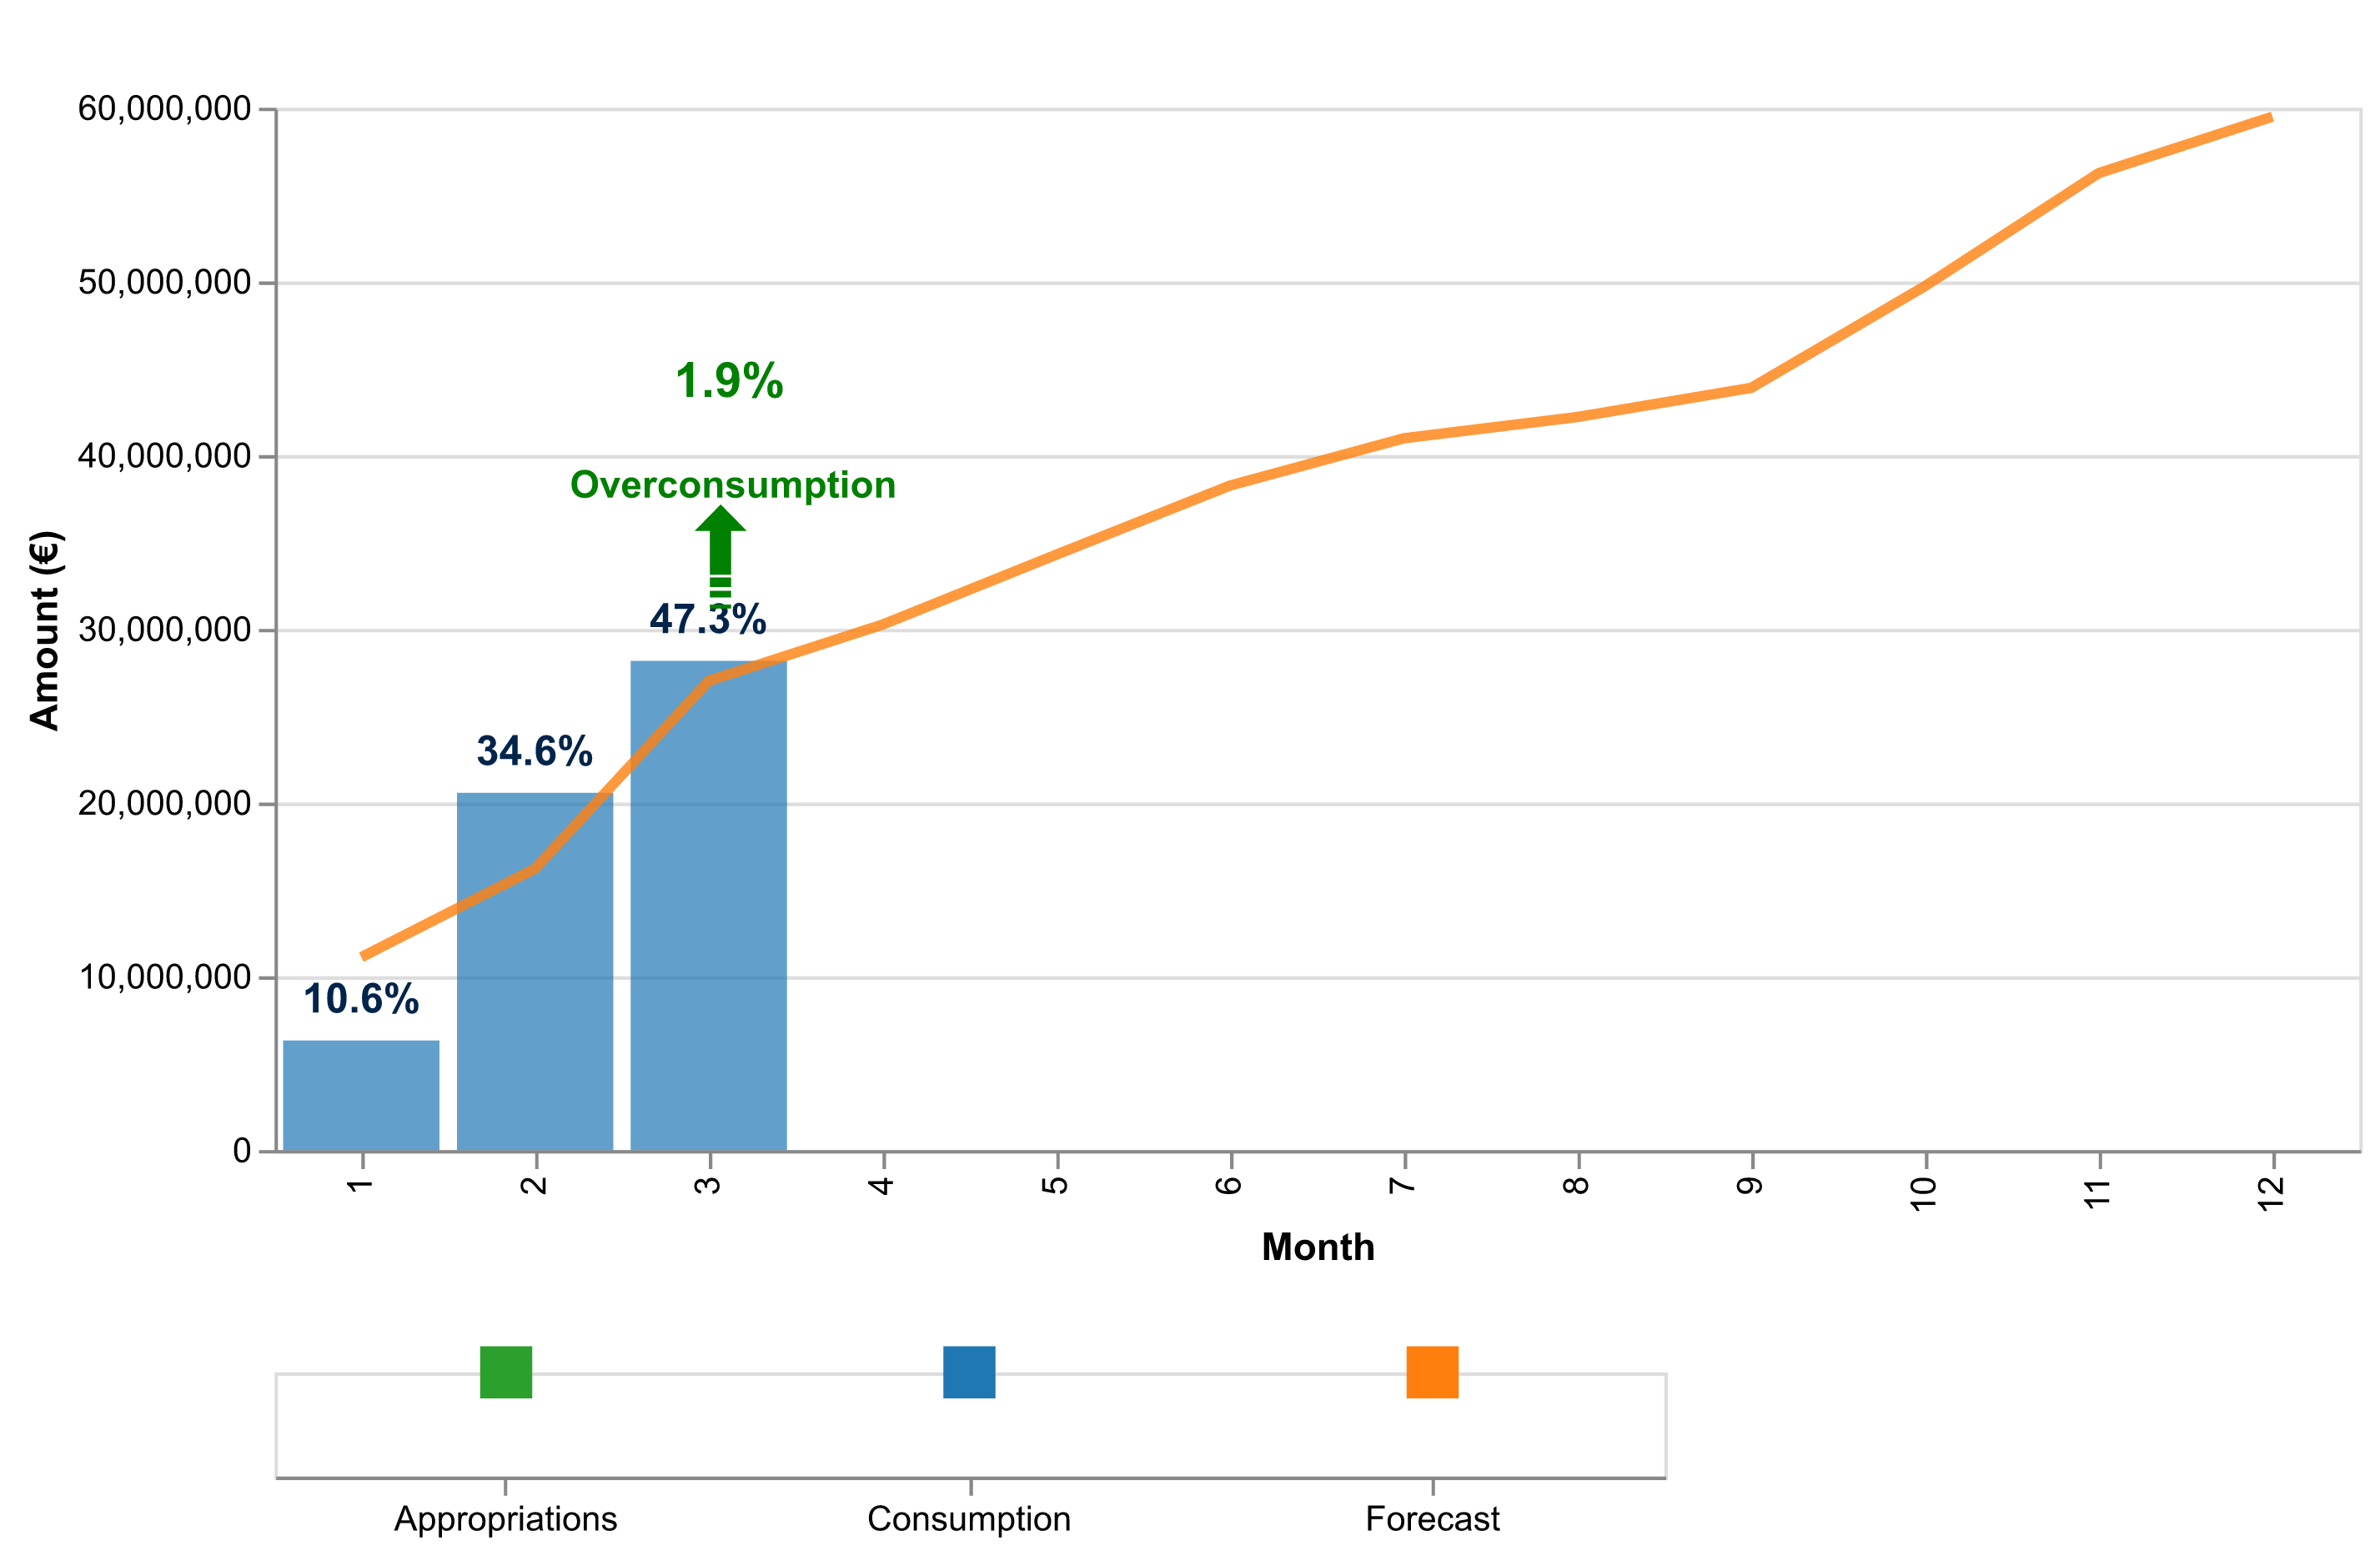 60,000,000
50,000,000
1.9%
40,000,000
Overconsumption
Amount (€)
47.3%
30,000,000
34.6%
20,000,000
10,000,000
10.6%
0
1 2 3 4 5 6 7 8 9 10 11 12
Month
Appropriations Consumption Forecast